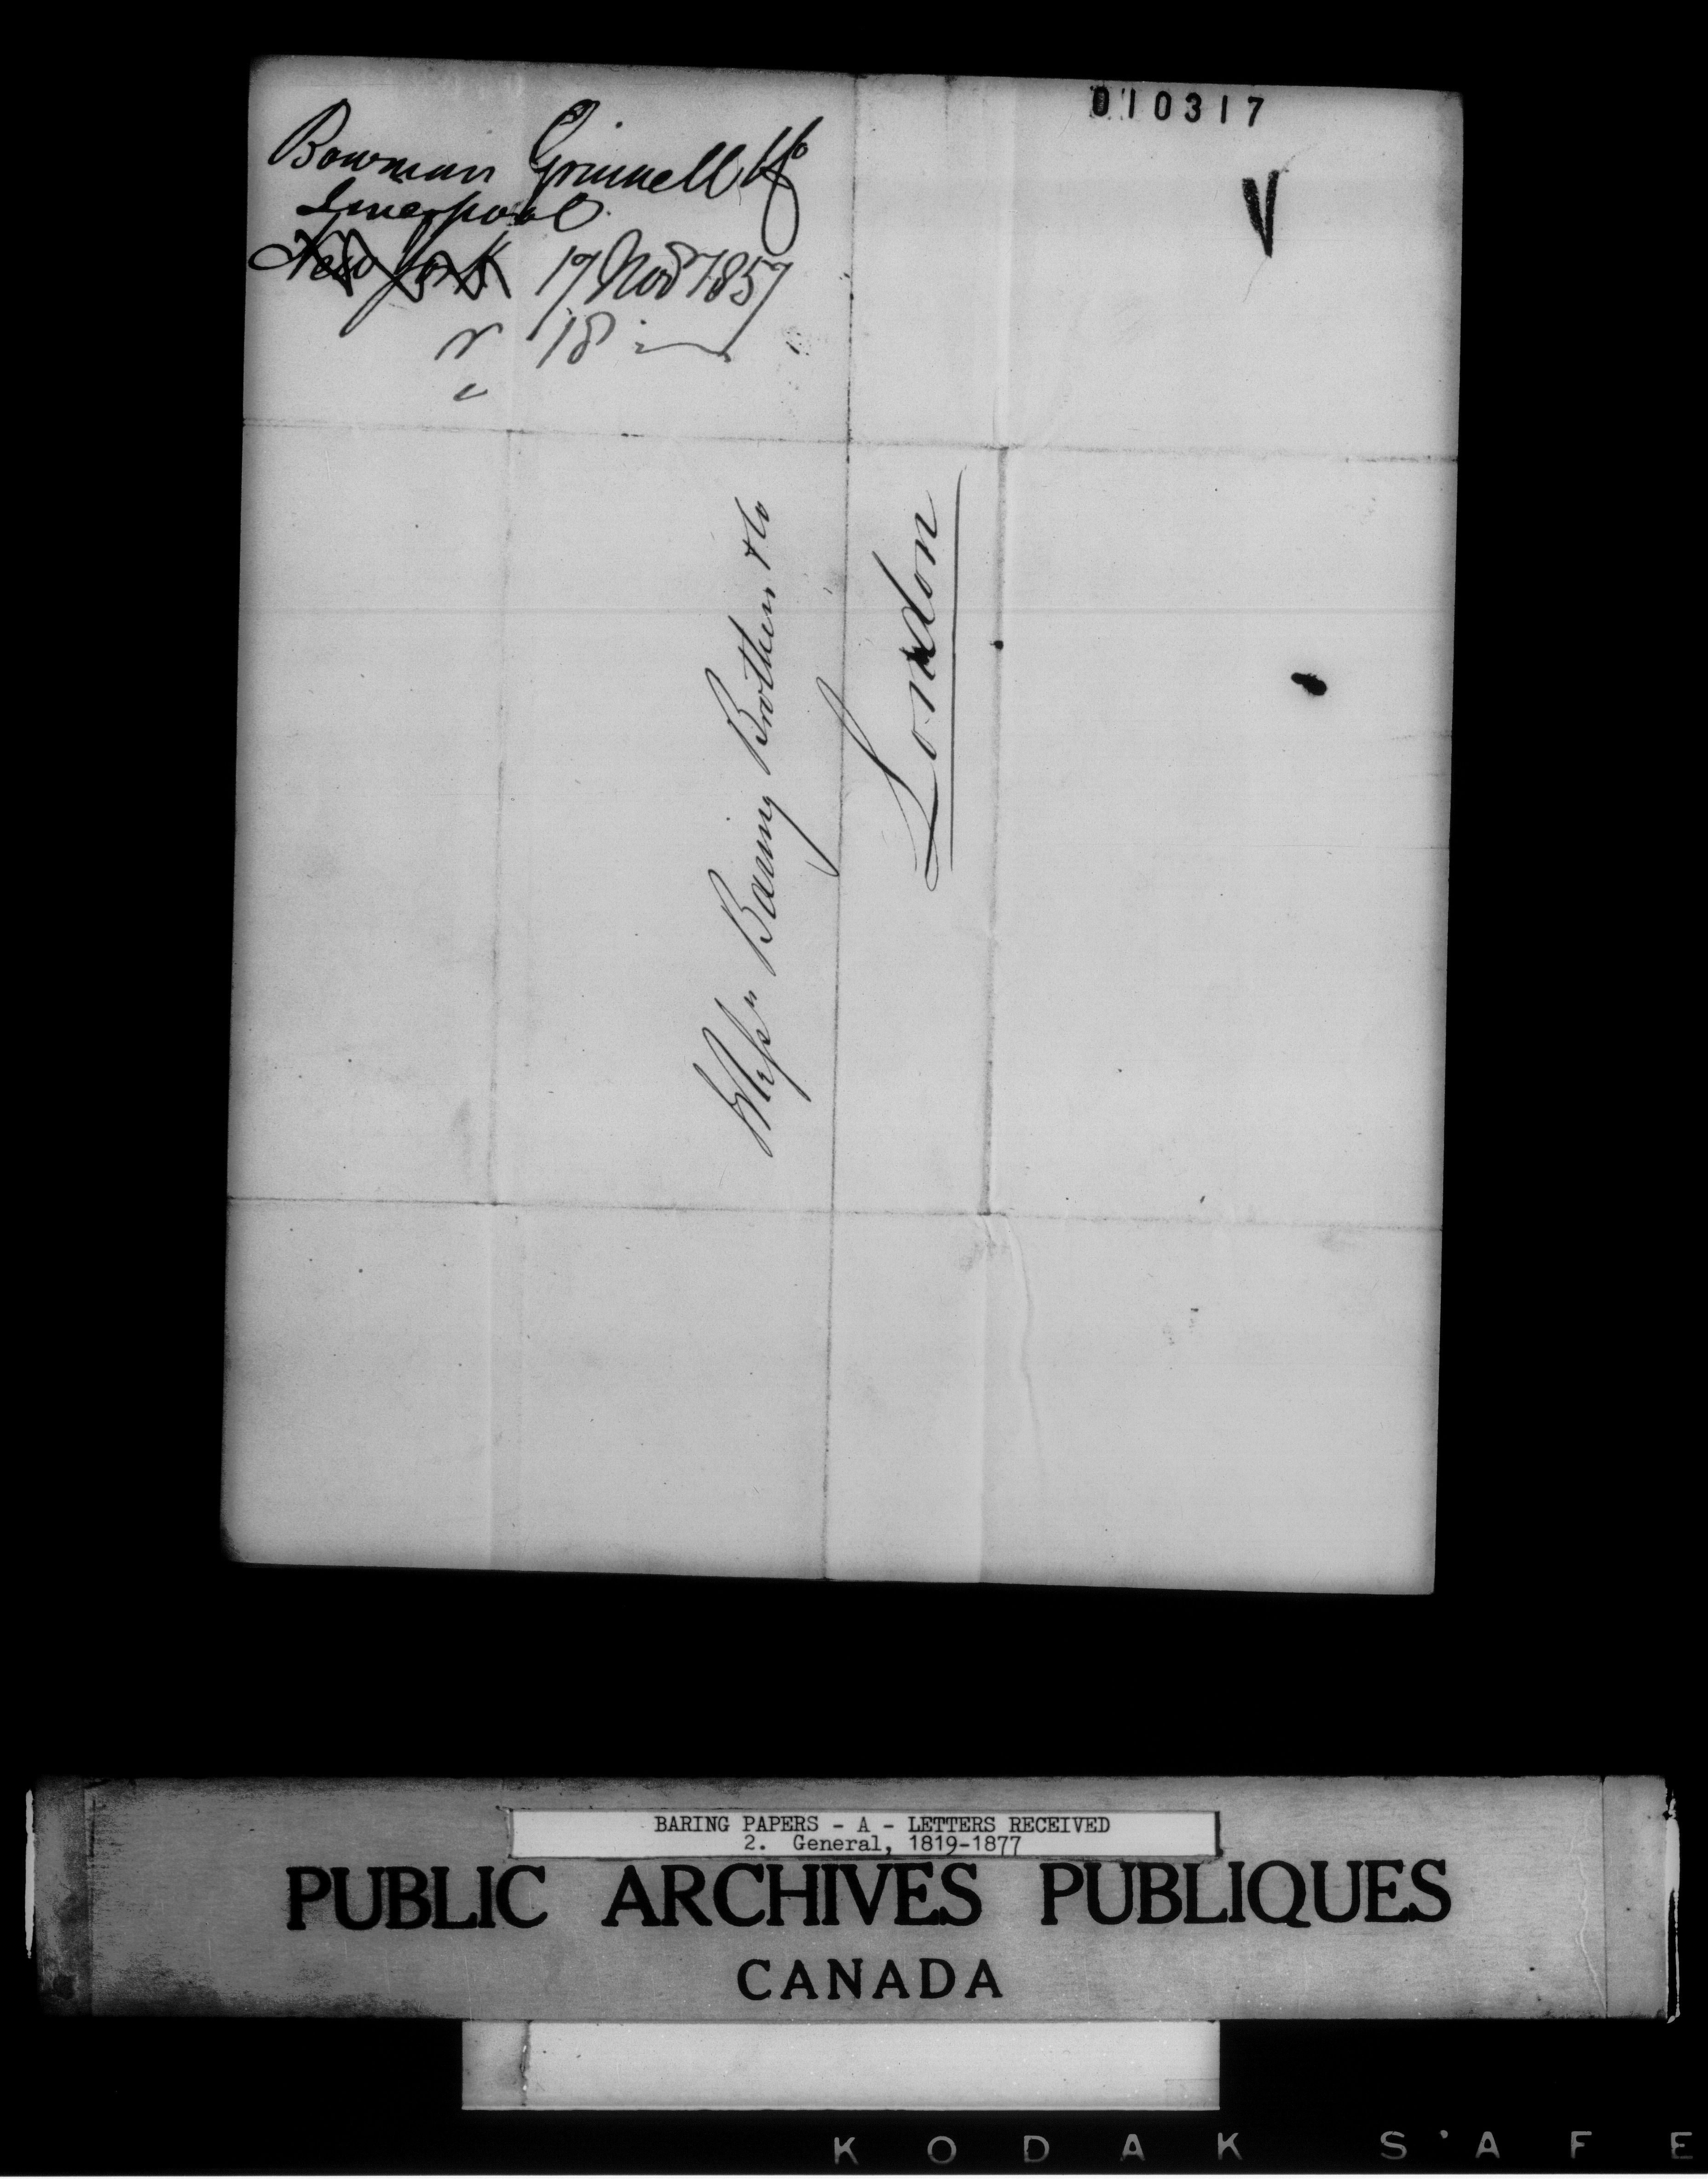 010317
Bowman Grinnell & Co
Liverpool
New York 17 Nov 1857
r 18
Messrs Baring Brothers & Co
London
BARING PAPERS - A - LETTERS RECEIVED
2. General, 1819-1877
PUBLIC ARCHIVES PUBLIQUES
CANADA
KODAK S'AFE